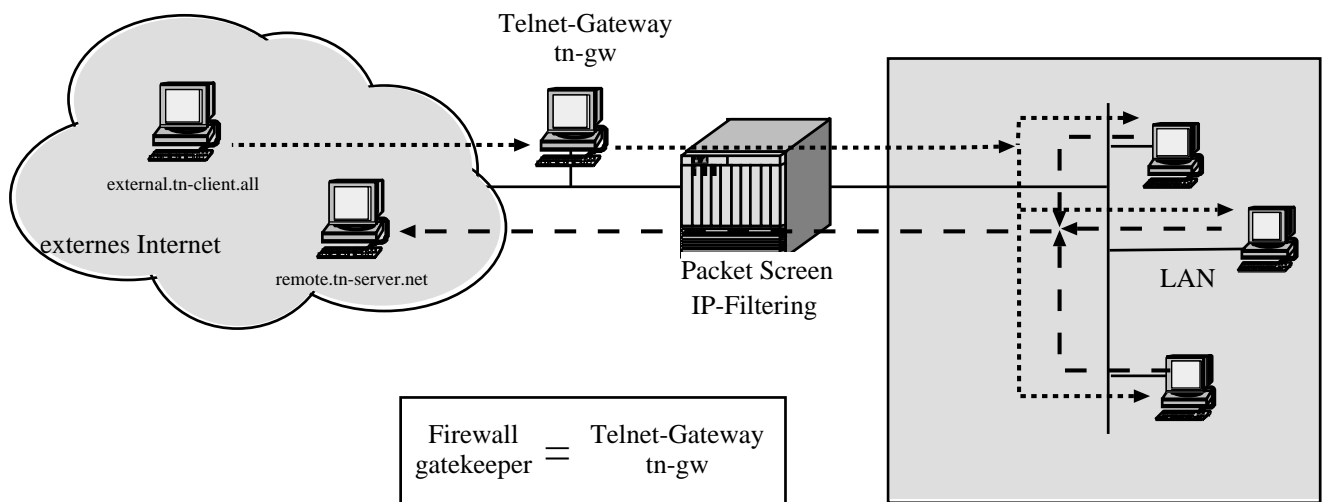 Telnet-Gateway
tn-gw
external.tn-client.all
externes Internet
remote.tn-server.net
Packet Screen
IP-Filtering
LAN
Firewall
gatekeeper
=
Telnet-Gateway
tn-gw